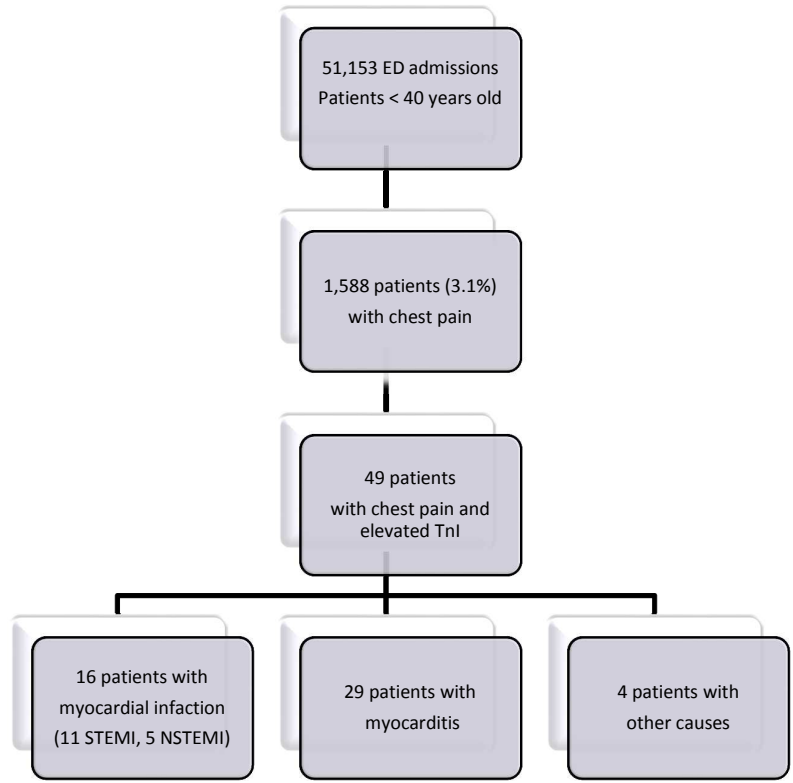 51,153 ED admissions
Patients < 40 years old
1,588 patients (3.1%)
with chest pain
49 patients
with chest pain and
elevated TnI
16 patients with
myocardial infaction
(11 STEMI, 5 NSTEMI)
29 patients with
myocarditis
4 patients with
other causes